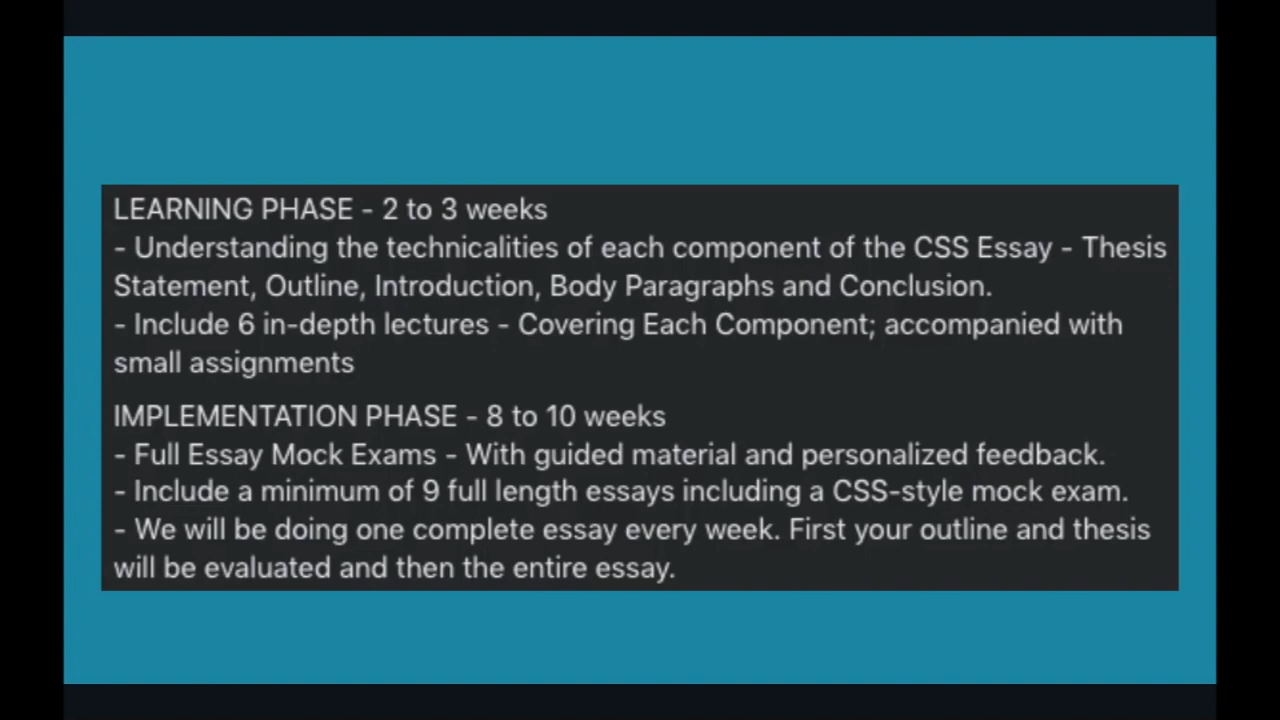 LEARNING PHASE - 2 to 3 weeks
- Understanding the technicalities of each component of the CSS Essay - Thesis
Statement, Outline, Introduction, Body Paragraphs and Conclusion.
- Include 6 in-depth lectures - Covering Each Component; accompanied with
small assignments
IMPLEMENTATION PHASE - 8 to 10 weeks
- Full Essay Mock Exams - With guided material and personalized feedback.
- Include a minimum of 9 full length essays including a CSS-style mock exam.
- We will be doing one complete essay every week. First your outline and thesis
will be evaluated and then the entire essay.